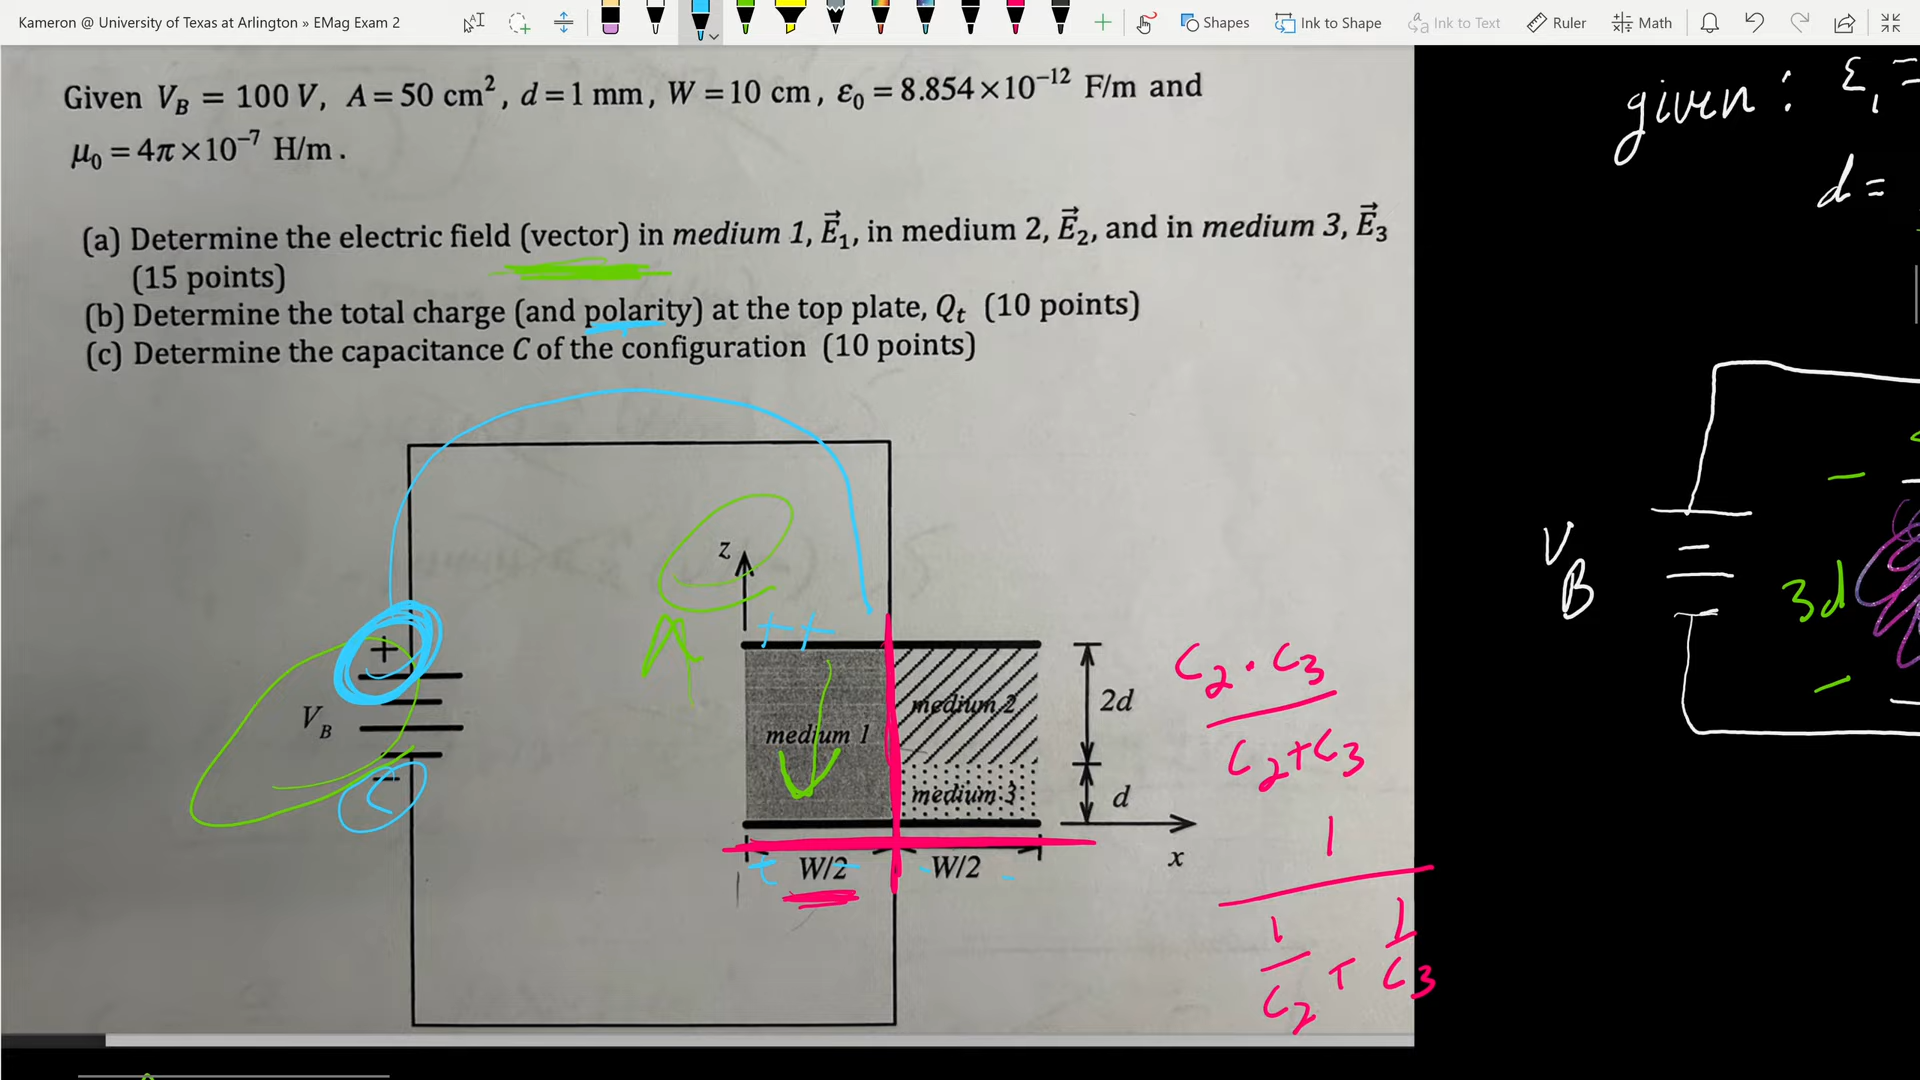 Kameron @ University of Texas at Arlington » EMag Exam 2
Shapes
Ink to Shape
Ink to Text
Ruler
Math
Given V_B = 100 V, A = 50 cm², d = 1 mm, W = 10 cm, ε₀ = 8.854×10⁻¹² F/m and
μ₀ = 4π×10⁻⁷ H/m.
(a) Determine the electric field (vector) in medium 1, E⃗₁, in medium 2, E⃗₂, and in medium 3, E⃗₃
(15 points)
(b) Determine the total charge (and polarity) at the top plate, Q_t (10 points)
(c) Determine the capacitance C of the configuration (10 points)
given: ε₁ =
d =
z
+ +
+
V_B
−
medium 1
medium 2
medium 3
2d
d
x
W/2
W/2
C₂ · C₃
C₂ + C₃
1
1 1
C₂ + C₃
V_B
−
3d
−